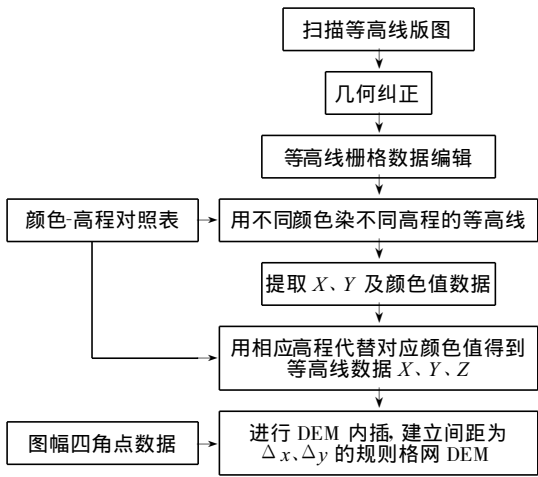 扫描等高线版图
几何纠正
等高线栅格数据编辑
颜色-高程对照表
用不同颜色染不同高程的等高线
提取 X、Y 及颜色值数据
用相应高程代替对应颜色值得到
等高线数据 X、Y、Z
图幅四角点数据
进行 DEM 内插,建立间距为
Δx、Δy 的规则格网 DEM